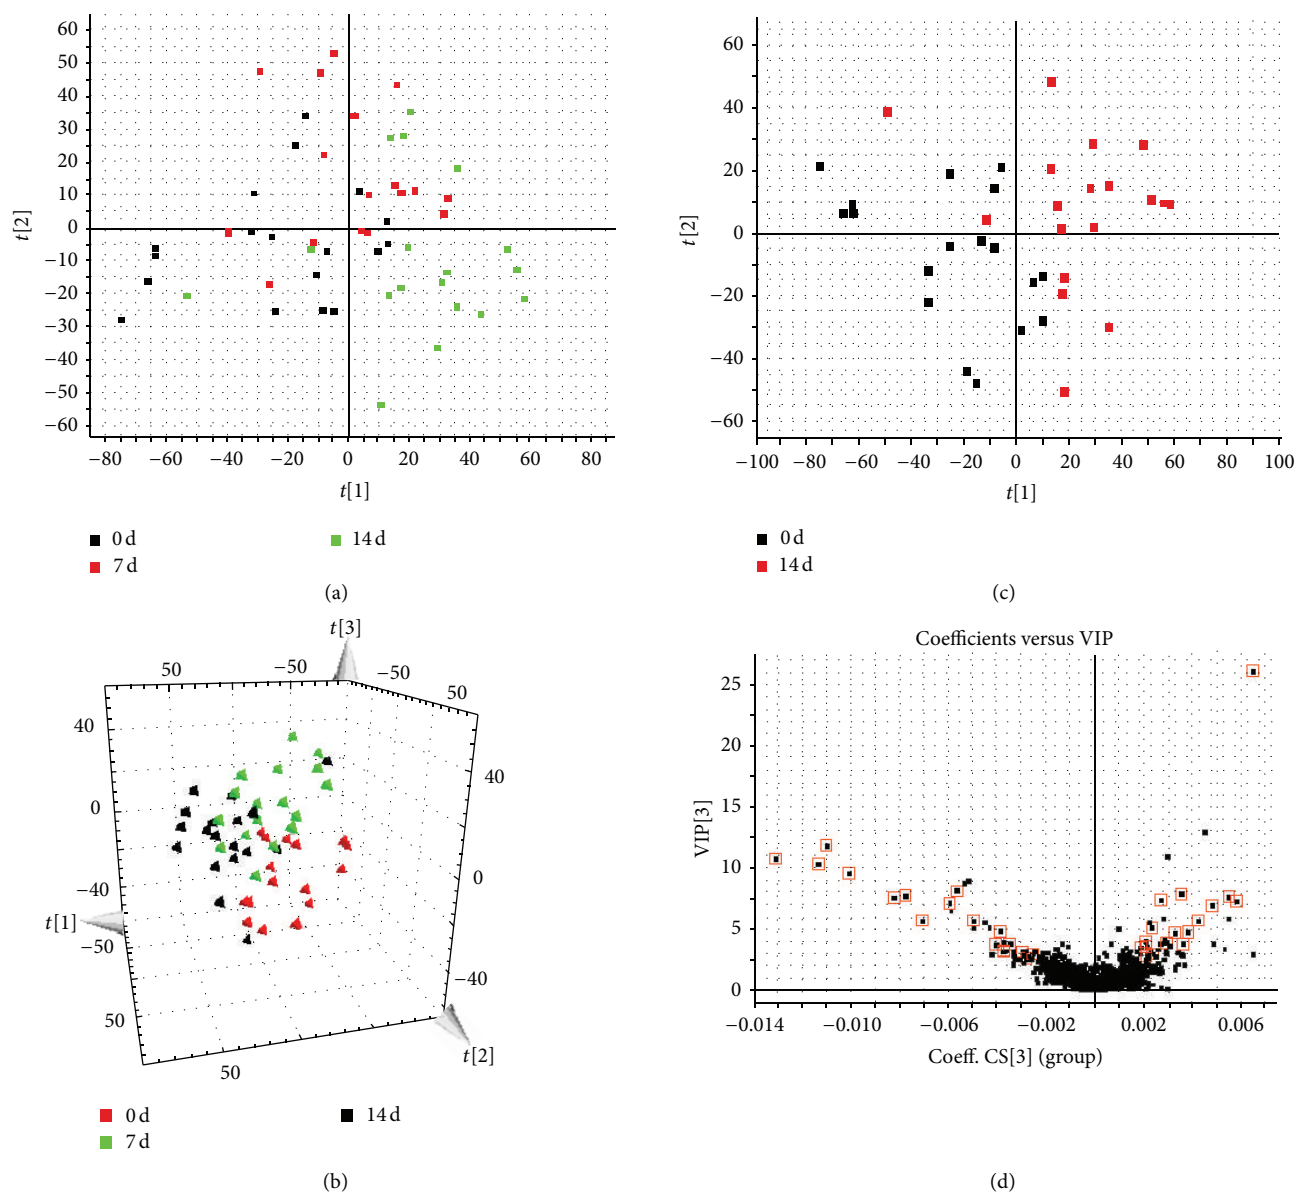 60
50
40
30
20
10
0
−10
−20
−30
−40
−50
−60
t[2]
−80 −60 −40 −20 0 20 40 60 80
t[1]
0 d 14 d
7 d
(a)
60
40
20
0
−20
−40
−60
t[2]
−100 −80 −60 −40 −20 0 20 40 60 80 100
t[1]
0 d
14 d
(c)
t[3]
50 −50 −50 50
40
0
−40
t[1]
−50
50
50
40
0
−40
t[2]
0 d 14 d
7 d
(b)
Coefficients versus VIP
25
20
15
10
5
0
VIP[3]
−0.014 −0.010 −0.006 −0.002 0.002 0.006
Coeff. CS[3] (group)
(d)